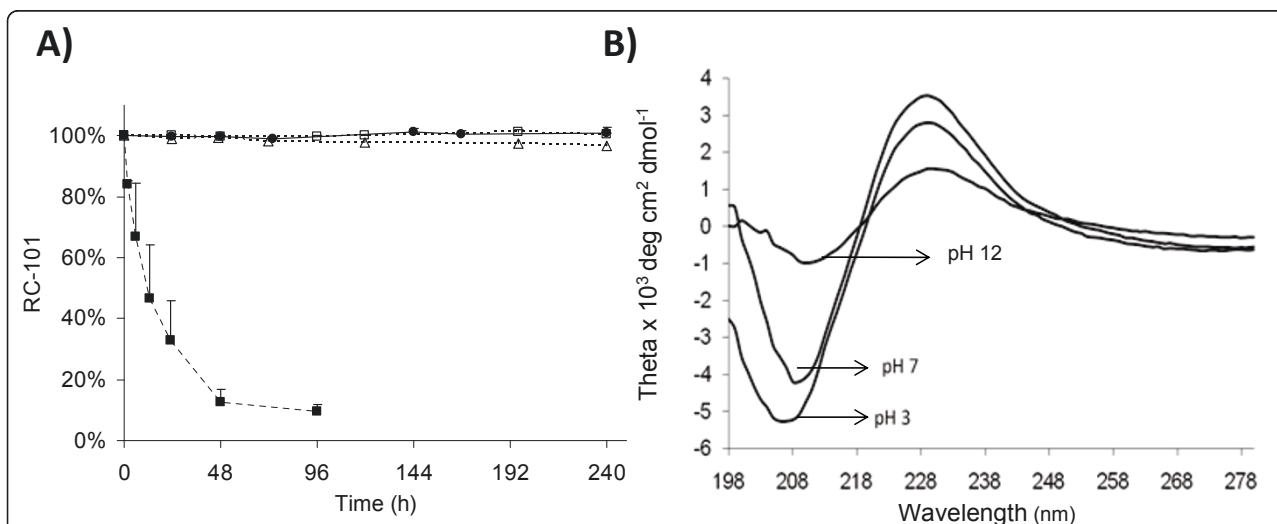 A)
100%
80%
60%
40%
20%
0%
RC-101
0 48 96 144 192 240
Time (h)
B)
4
3
2
1
0
-1
-2
-3
-4
-5
-6
Theta x 10³ deg cm² dmol⁻¹
pH 12
pH 7
pH 3
198 208 218 228 238 248 258 268 278
Wavelength (nm)